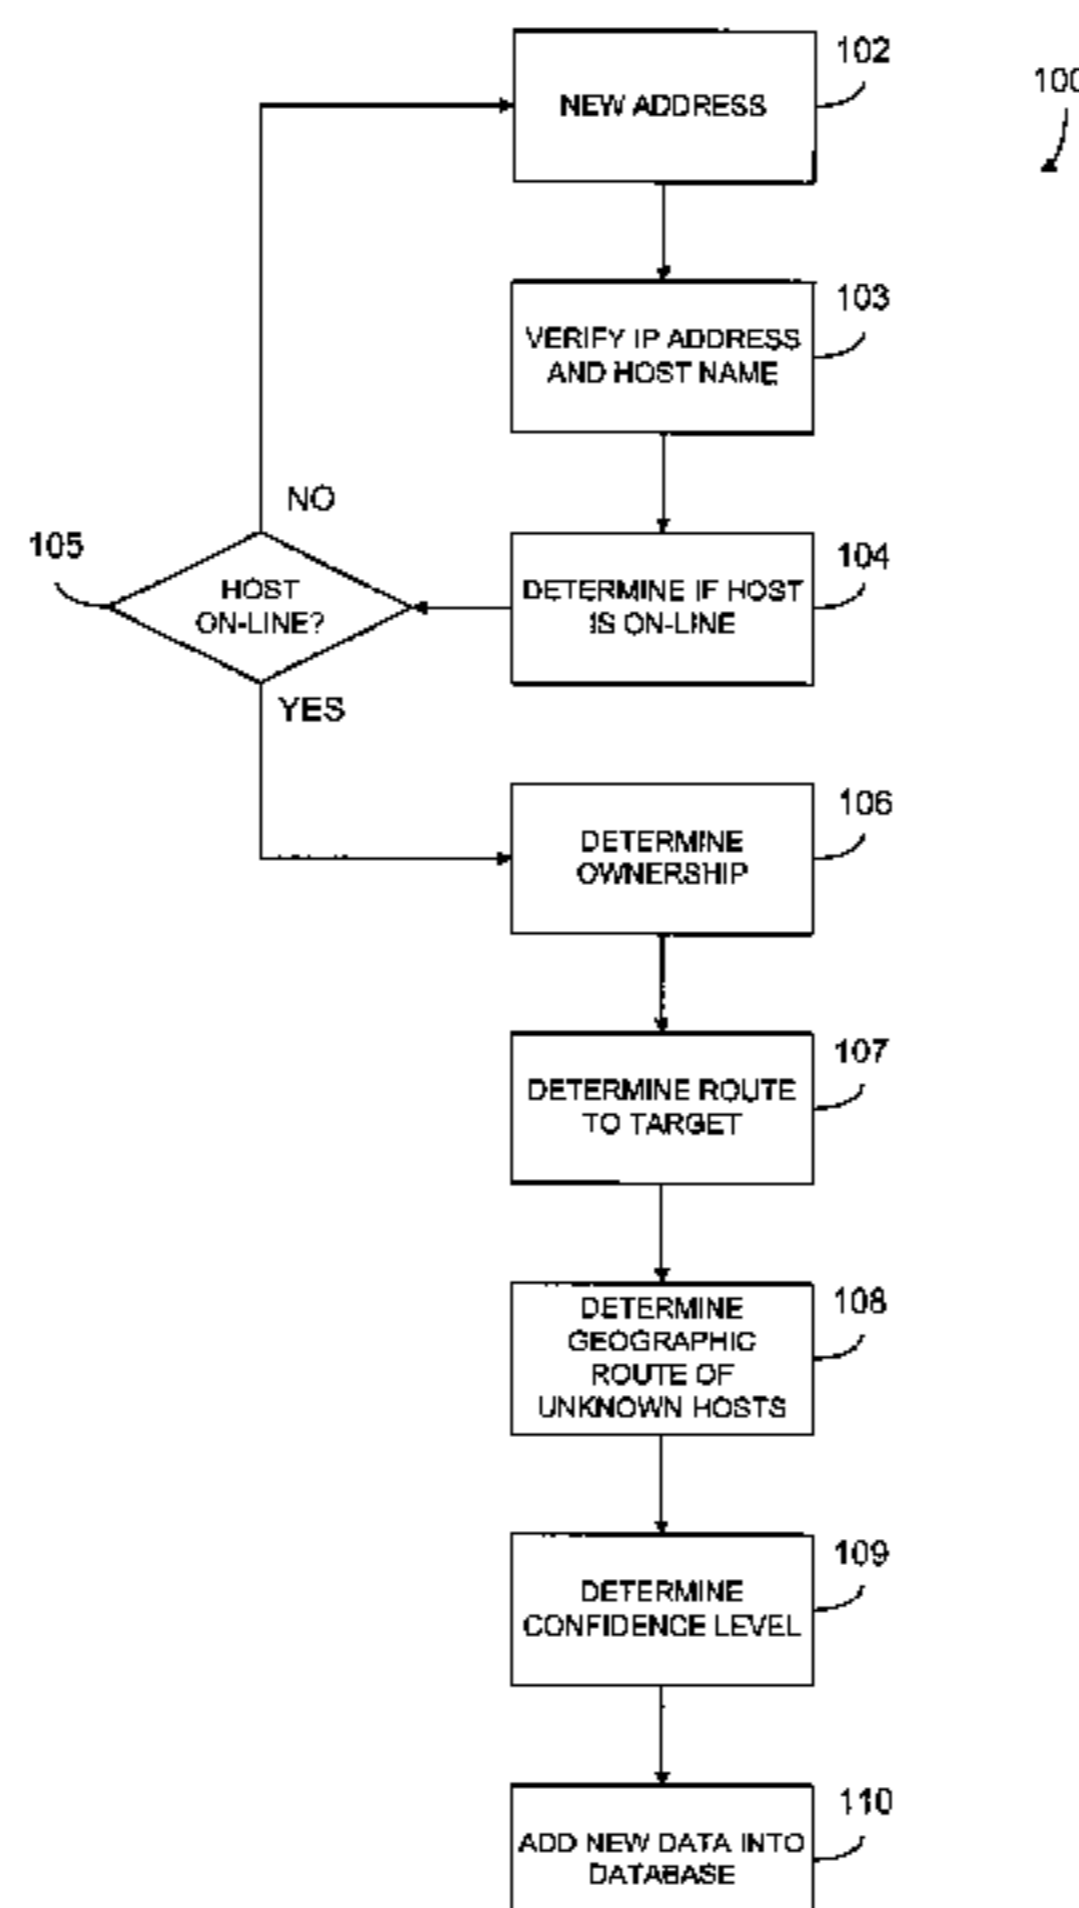 102
100
NEW ADDRESS
103
VERIFY IP ADDRESS
AND HOST NAME
NO
105
104
HOST
ON-LINE?
DETERMINE IF HOST
IS ON-LINE
YES
106
DETERMINE
OWNERSHIP
107
DETERMINE ROUTE
TO TARGET
108
DETERMINE
GEOGRAPHIC
ROUTE OF
UNKNOWN HOSTS
109
DETERMINE
CONFIDENCE LEVEL
110
ADD NEW DATA INTO
DATABASE